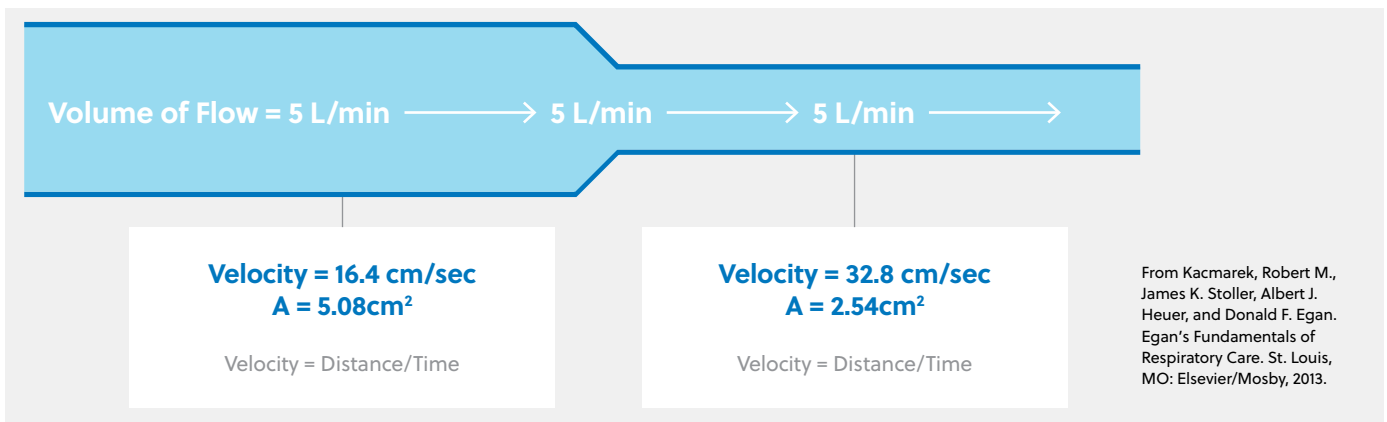 Volume of Flow = 5 L/min 5 L/min 5 L/min
Velocity = 16.4 cm/sec
A = 5.08cm²
Velocity = Distance/Time
Velocity = 32.8 cm/sec
A = 2.54cm²
Velocity = Distance/Time
From Kacmarek, Robert M.,
James K. Stoller, Albert J.
Heuer, and Donald F. Egan.
Egan’s Fundamentals of
Respiratory Care. St. Louis,
MO: Elsevier/Mosby, 2013.